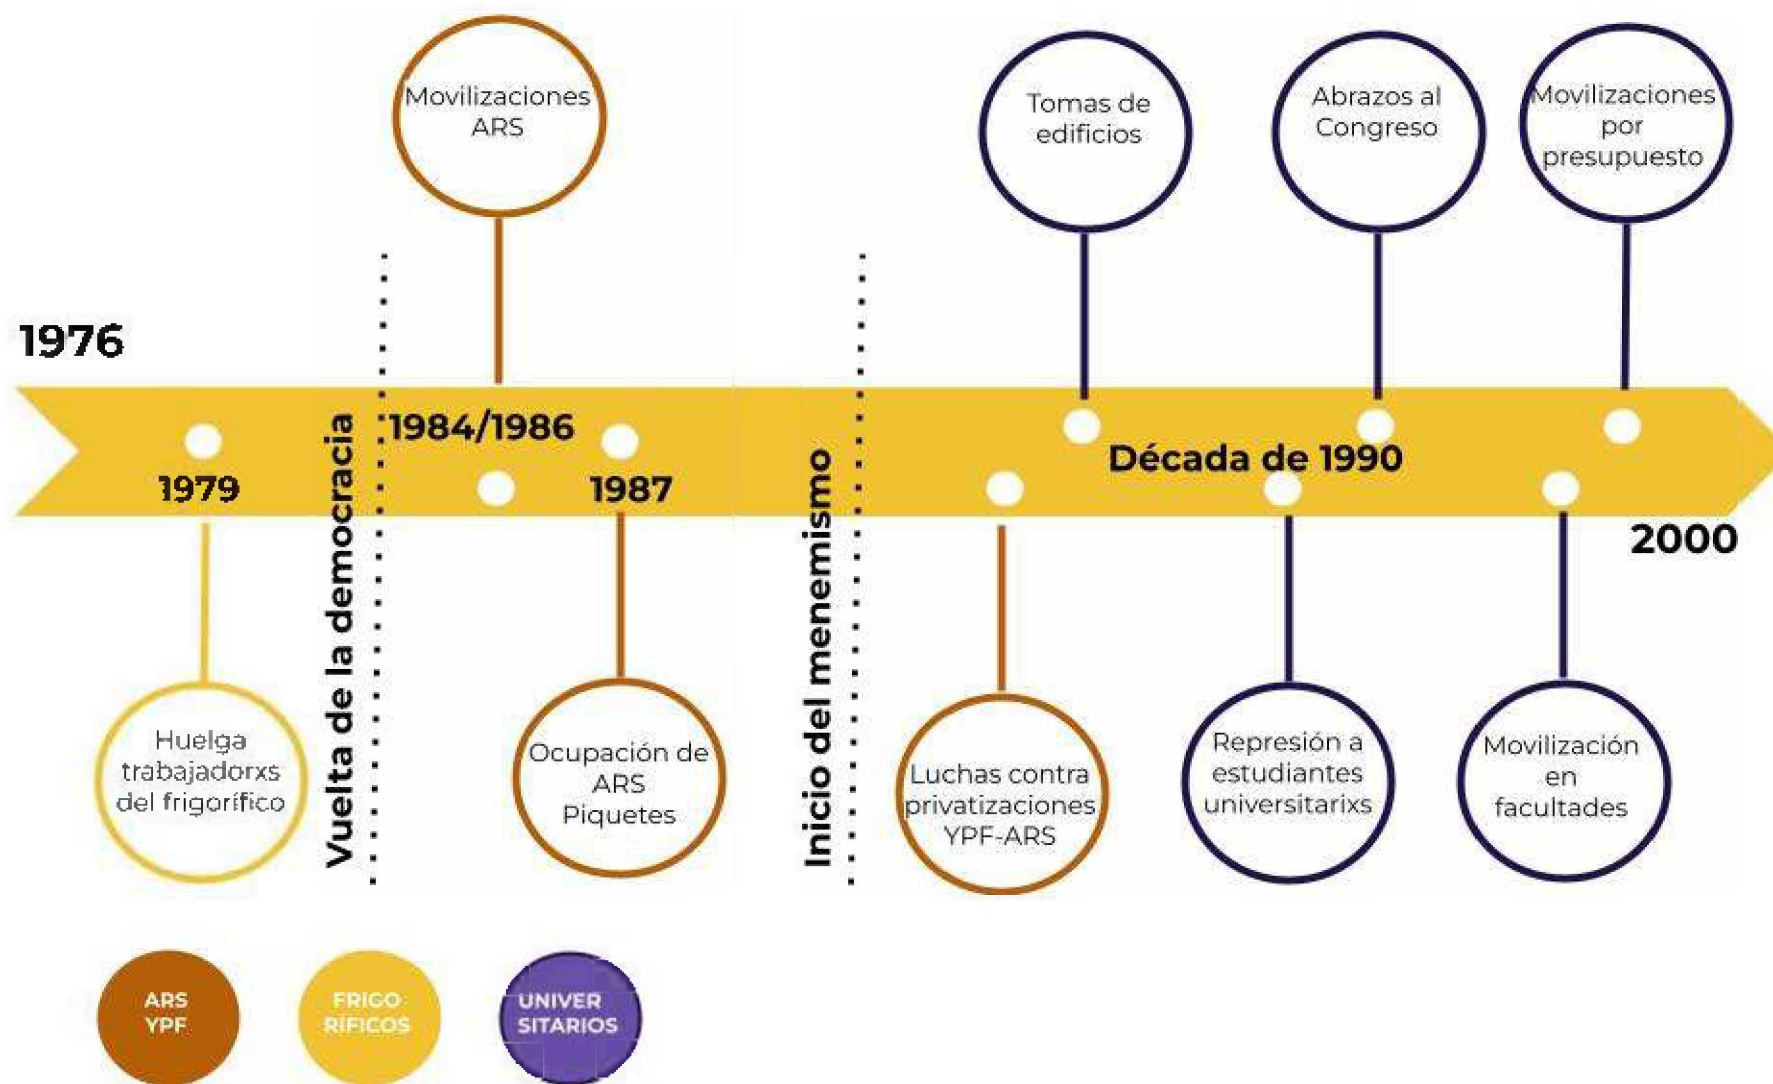 Movilizaciones
ARS
Tomas de
edificios
Abrazos al
Congreso
Movilizaciones
por
presupuesto
1976
1979
Vuelta de la democracia
1984/1986
1987
Inicio del menemismo
Década de 1990
2000
Huelga
trabajadorxs
del frigorífico
Ocupación de
ARS
Piquetes
Luchas contra
privatizaciones
YPF-ARS
Represión a
estudiantes
universitarixs
Movilización
en
facultades
ARS
YPF
FRIGO
RÍFICOS
UNIVER
SITARIOS